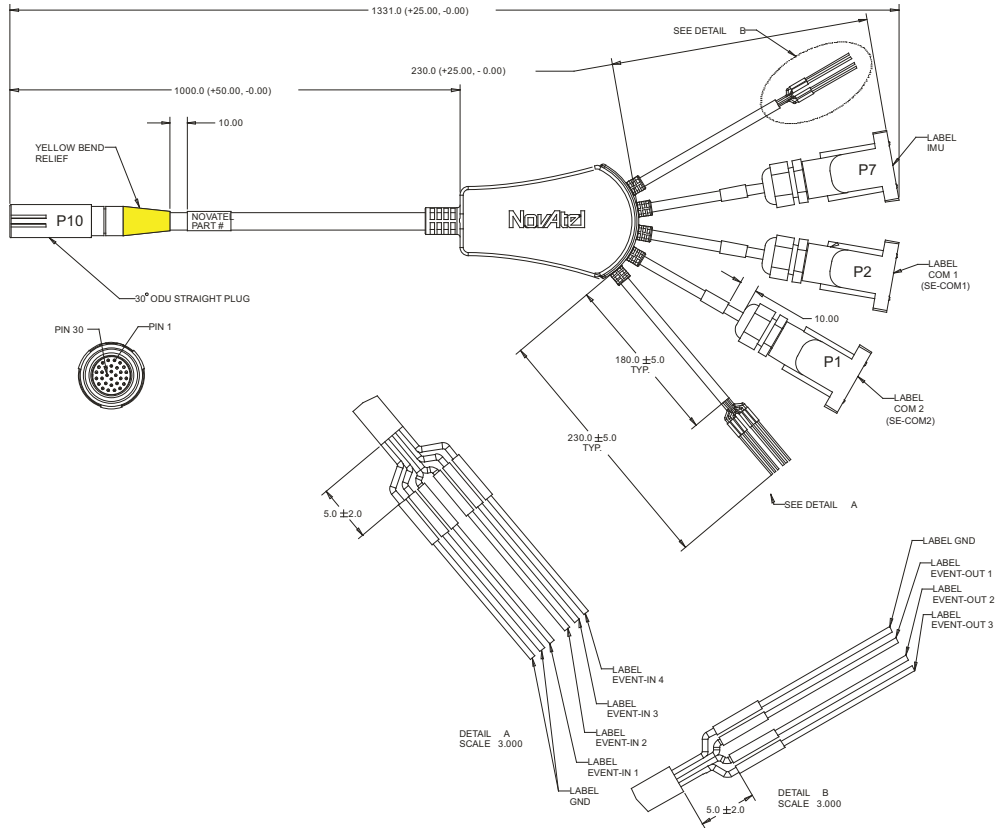 1331.0 (+25.00, -0.00)
SEE DETAIL B
230.0 (+25.00, - 0.00)
1000.0 (+50.00, -0.00)
10.00
YELLOW BEND
RELIEF
LABEL
IMU
P7
P10
NOVATEL
PART #
NovAtel
P2
LABEL
COM 1
(SE-COM1)
30° ODU STRAIGHT PLUG
10.00
PIN 30
PIN 1
180.0 ±5.0
TYP.
P1
LABEL
COM 2
(SE-COM2)
230.0 ±5.0
TYP.
5.0 ±2.0
SEE DETAIL A
LABEL GND
LABEL
EVENT-OUT 1
LABEL
EVENT-OUT 2
LABEL
EVENT-OUT 3
LABEL
EVENT-IN 4
LABEL
EVENT-IN 3
LABEL
EVENT-IN 2
LABEL
EVENT-IN 1
LABEL
GND
DETAIL A
SCALE 3.000
DETAIL B
SCALE 3.000
5.0 ±2.0